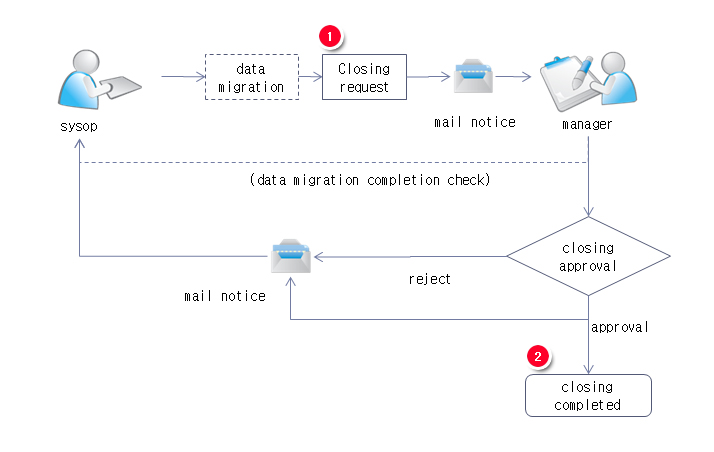 1
data
migration
Closing
request
mail notice
sysop
manager
(data migration completion check)
closing
approval
reject
mail notice
approval
2
closing
completed